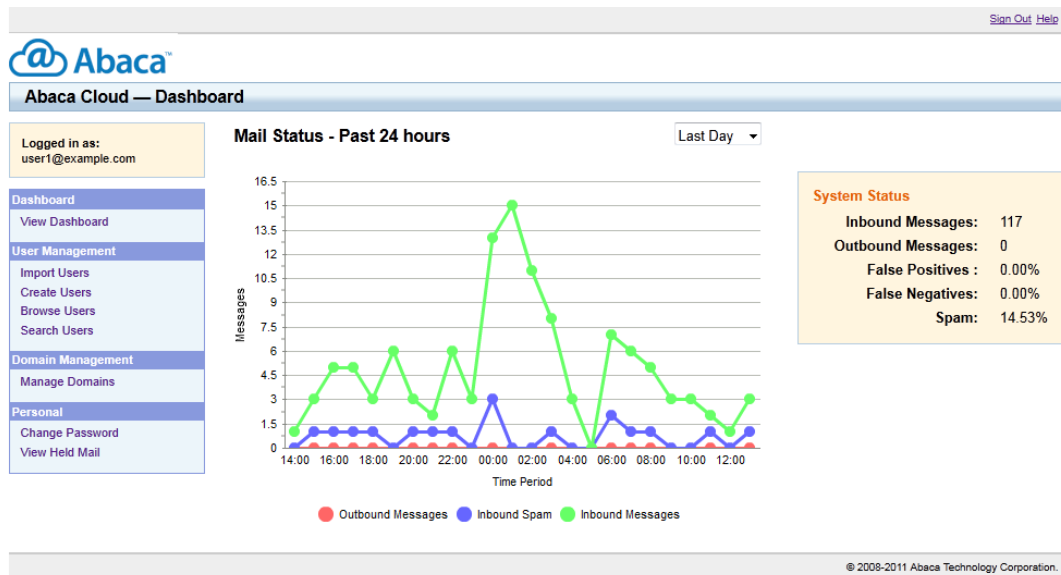 Sign Out Help
@ Abaca™
Abaca Cloud — Dashboard
Logged in as:
user1@example.com
Dashboard
View Dashboard
User Management
Import Users
Create Users
Browse Users
Search Users
Domain Management
Manage Domains
Personal
Change Password
View Held Mail
Mail Status - Past 24 hours
Last Day
16.5
15
13.5
12
10.5
9
7.5
6
4.5
3
1.5
0
Messages
14:00 16:00 18:00 20:00 22:00 00:00 02:00 04:00 06:00 08:00 10:00 12:00
Time Period
Outbound Messages Inbound Spam Inbound Messages
System Status
Inbound Messages: 117
Outbound Messages: 0
False Positives : 0.00%
False Negatives: 0.00%
Spam: 14.53%
© 2008-2011 Abaca Technology Corporation.